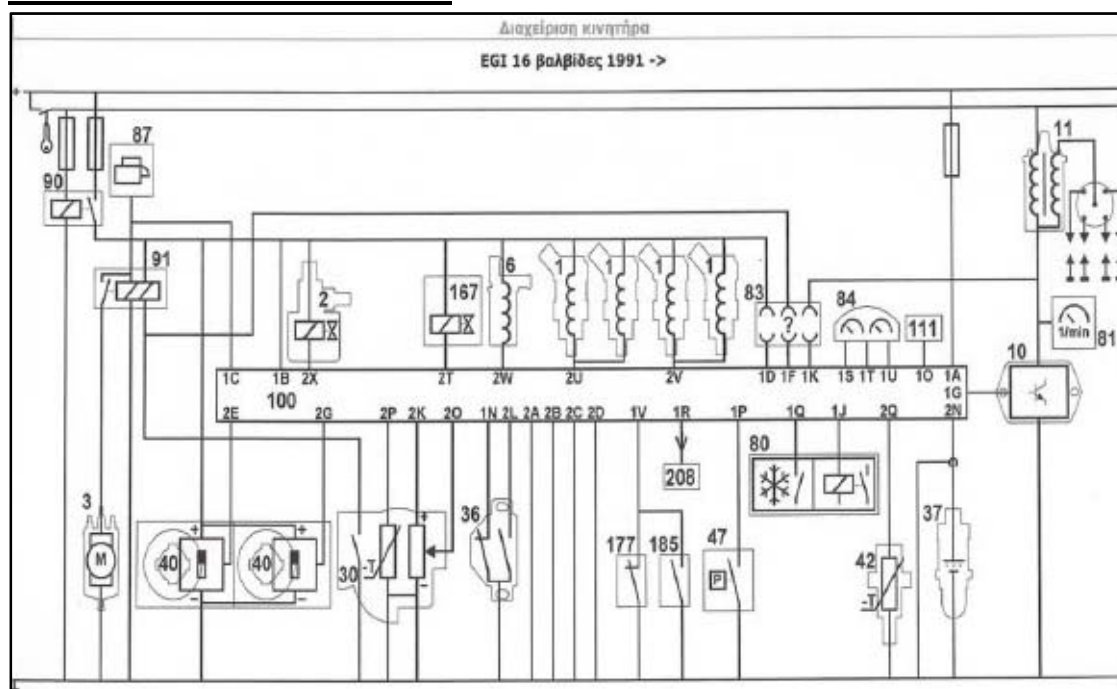 Διαχείριση κινητήρα
EGI 16 βαλβίδες 1991 ->
+
87
11
90
91
2
167
6
1 1 1 1
83
?
84
111
1/min
81
10
1C 1B 2X 2T 2W 2U 2V 1D 1F 1K 1S 1T 1U 1O 1A
100
1G
2E 2G 2P 2K 2O 1N 2L 2A 2B 2C 2D 1V 1R 1P 1Q 1J 2Q 2N
3
M
+ +
40 40
- -
30
-T
+
-
36
208
177 185
47
P
80
42
-T
37